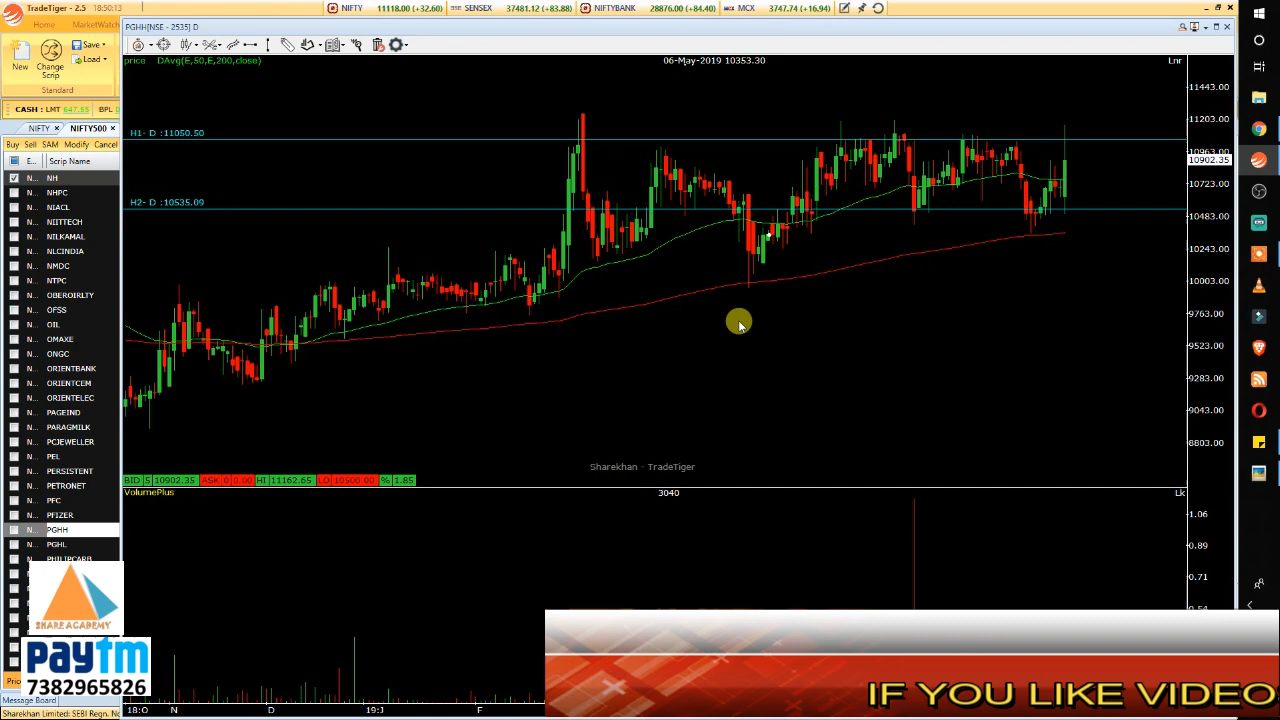 TradeTiger - 2.5
18:50:13
NIFTY 11118.00 (+32.60)
SENSEX 37481.12 (+83.88)
NIFTYBANK 28876.00 (+84.40)
MCX 3747.74 (+16.94)
Home MarketWatch
PGHH[NSE - 2535] D
New
Change Scrip
Save
Load
Standard
CASH : LMT 647.55 BPL
price DAvg(E,50,E,200,close)
06-May-2019 10353.30
Lnr
NIFTY NIFTY500
Buy Sell SAM Modify Cancel
E... Scrip Name
N... NH
N... NHPC
N... NIACL
N... NIITTECH
N... NILKAMAL
N... NLCINDIA
N... NMDC
N... NTPC
N... OBEROIRLTY
N... OFSS
N... OIL
N... OMAXE
N... ONGC
N... ORIENTBANK
N... ORIENTCEM
N... ORIENTELEC
N... PAGEIND
N... PARAGMILK
N... PCJEWELLER
N... PEL
N... PERSISTENT
N... PETRONET
N... PFC
N... PFIZER
N... PGHH
N... PGHL
N... PHILIPCARB
H1- D :11050.50
H2- D :10535.09
11443.00
11203.00
10963.00
10902.35
10723.00
10483.00
10243.00
10003.00
9763.00
9523.00
9283.00
9043.00
8803.00
Sharekhan - TradeTiger
BID 5 10902.35 ASK 0 0.00 HI 11162.65 LO 10500.00 % 1.85
VolumePlus
3040
Lk
1.06
0.89
0.71
0.54
18:O N D 19:J F
SHARE ACADEMY
paytm
7382965826
Message Board
Sharekhan Limited: SEBI Regn. No
IF YOU LIKE VIDEO